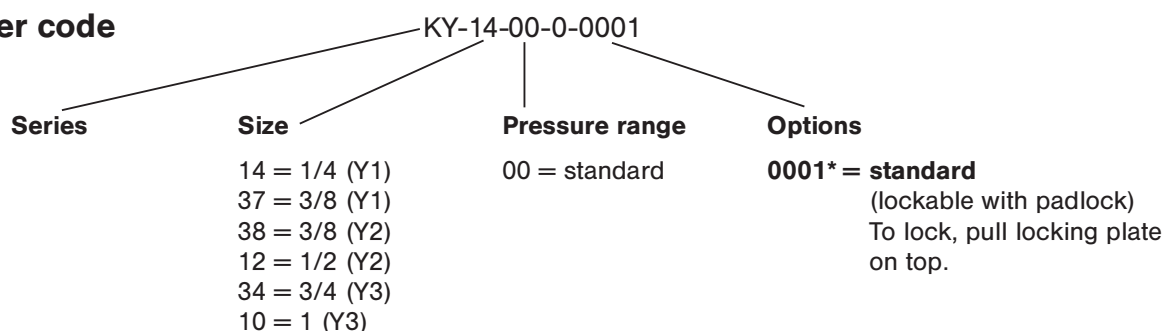 er code
KY-14-00-0-0001
Series
Size
14 = 1/4 (Y1)
37 = 3/8 (Y1)
38 = 3/8 (Y2)
12 = 1/2 (Y2)
34 = 3/4 (Y3)
10 = 1 (Y3)
Pressure range
00 = standard
Options
0001* = standard
(lockable with padlock)
To lock, pull locking plate
on top.